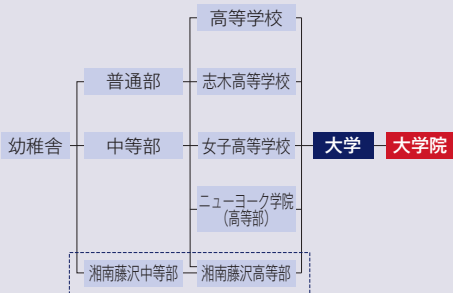 高等学校
普通部
志木高等学校
幼稚舎
中等部
女子高等学校
大学
大学院
ニューヨーク学院
(高等部)
湘南藤沢中等部
湘南藤沢高等部